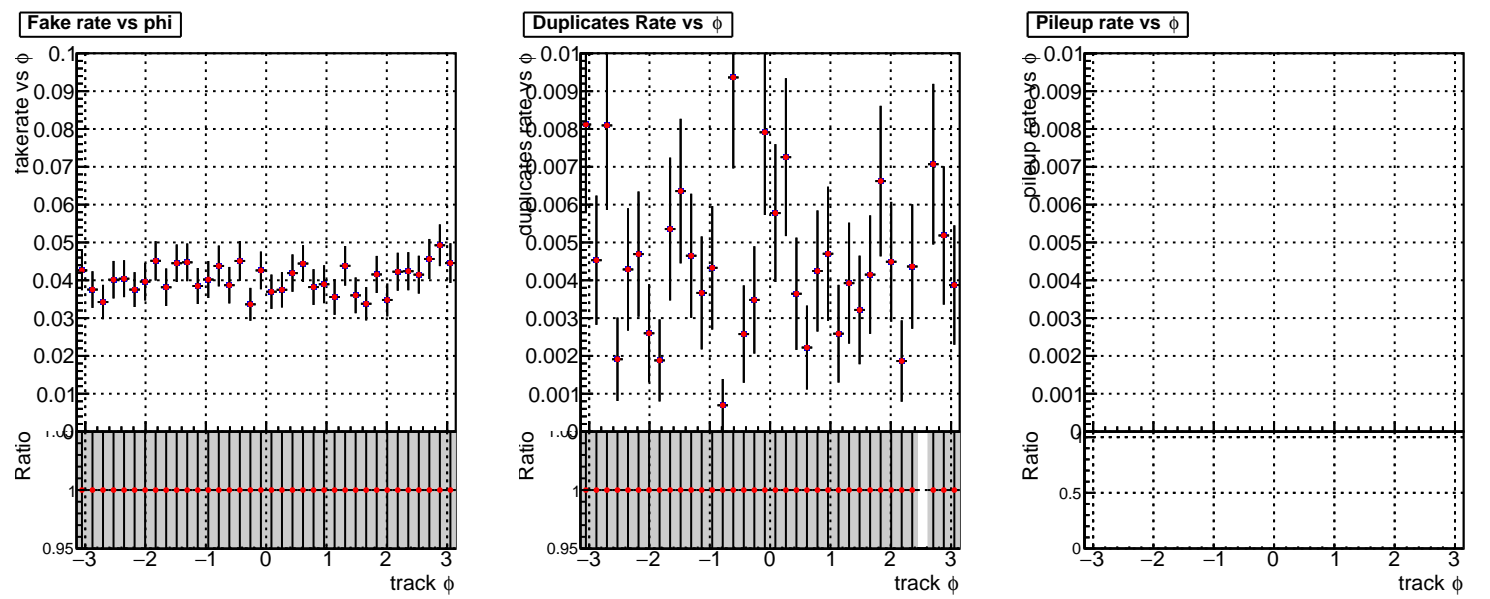 Fake rate vs phi
fakerate vs ϕ
0.1
0.09
0.08
0.07
0.06
0.05
0.04
0.03
0.02
0.01
0
Ratio
1
0.95
−3 −2 −1 0 1 2 3
track ϕ
Duplicates Rate vs ϕ
duplicates rate vs ϕ
0.01
0.009
0.008
0.007
0.006
0.005
0.004
0.003
0.002
0.001
0
Ratio
1
0.95
−3 −2 −1 0 1 2 3
track ϕ
Pileup rate vs ϕ
pileup rate vs ϕ
0.01
0.009
0.008
0.007
0.006
0.005
0.004
0.003
0.002
0.001
0
Ratio
0.5
0
−3 −2 −1 0 1 2 3
track ϕ